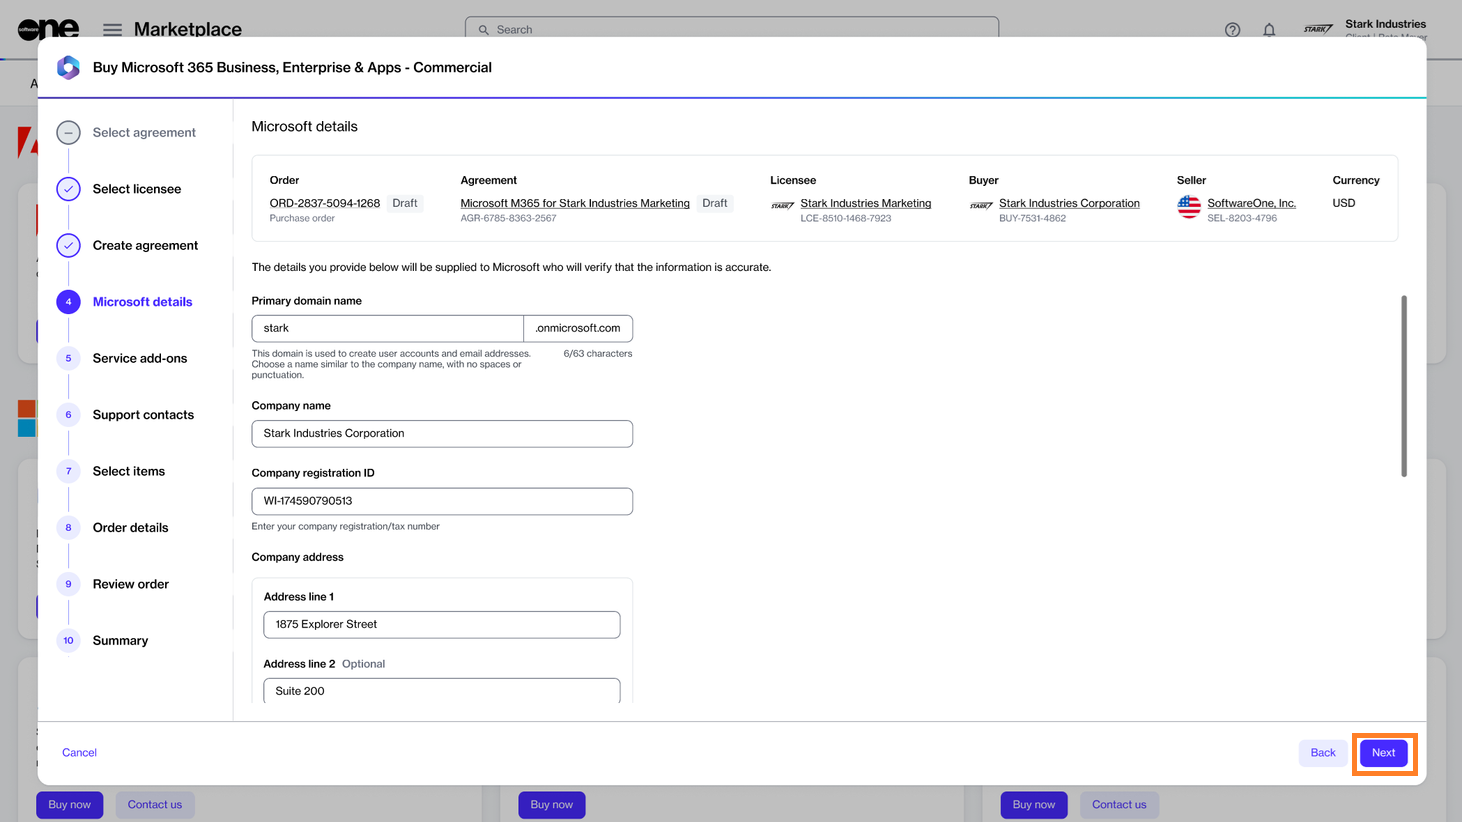 software one
Marketplace
Search
Stark Industries
STARK
Buy Microsoft 365 Business, Enterprise & Apps - Commercial
Select agreement
Select licensee
Create agreement
4 Microsoft details
5 Service add-ons
6 Support contacts
7 Select items
8 Order details
9 Review order
10 Summary
Microsoft details
Order Agreement Licensee Buyer Seller Currency
ORD-2837-5094-1268 Draft Microsoft M365 for Stark Industries Marketing Draft STARK Stark Industries Marketing STARK Stark Industries Corporation SoftwareOne, Inc. USD
Purchase order AGR-6785-8363-2567 LCE-8510-1468-7923 BUY-7531-4862 SEL-8203-4796
The details you provide below will be supplied to Microsoft who will verify that the information is accurate.
Primary domain name
stark .onmicrosoft.com
This domain is used to create user accounts and email addresses. 6/63 characters
Choose a name similar to the company name, with no spaces or
punctuation.
Company name
Stark Industries Corporation
Company registration ID
WI-174590790513
Enter your company registration/tax number
Company address
Address line 1
1875 Explorer Street
Address line 2 Optional
Suite 200
Cancel Back Next
Buy now Contact us Buy now Buy now Contact us